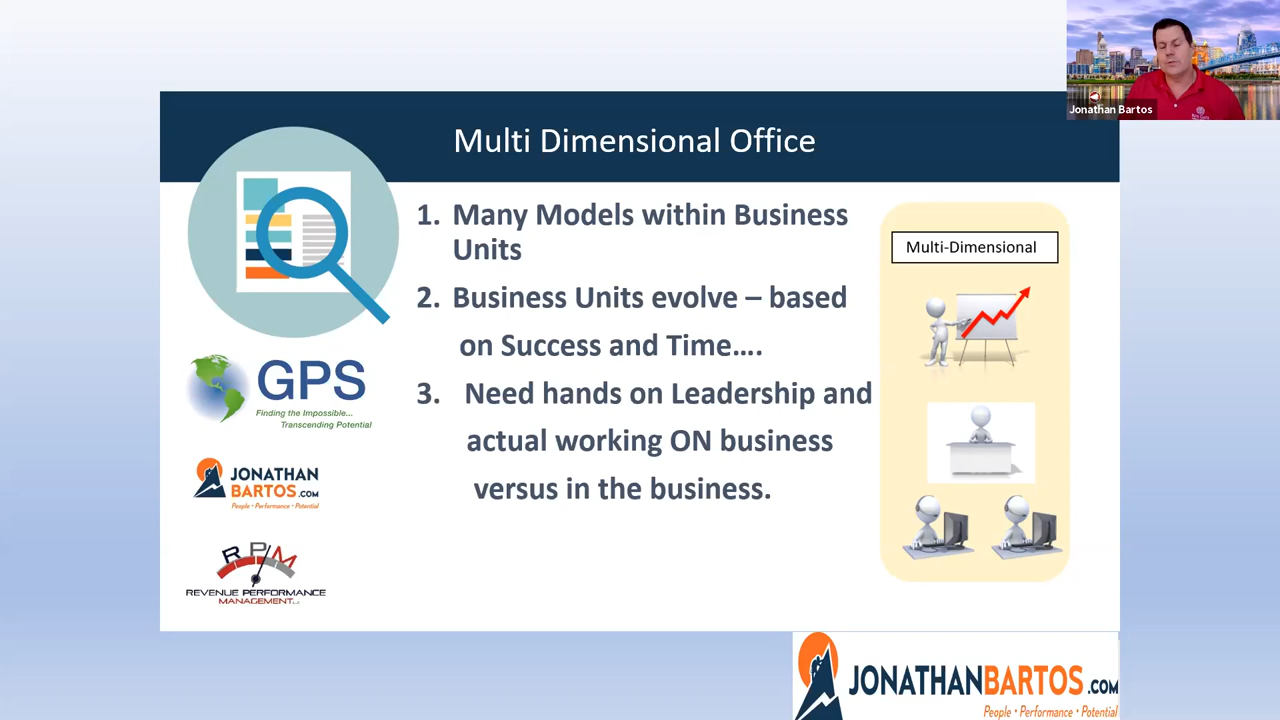 Jonathan Bartos
Multi Dimensional Office
1. Many Models within Business
Units
2. Business Units evolve – based
on Success and Time….
3. Need hands on Leadership and
actual working ON business
versus in the business.
Multi-Dimensional
GPS
Finding the Impossible...
Transcending Potential
JONATHAN
BARTOS.COM
People • Performance • Potential
RPM
REVENUE PERFORMANCE
MANAGEMENT
JONATHANBARTOS.COM
People • Performance • Potential